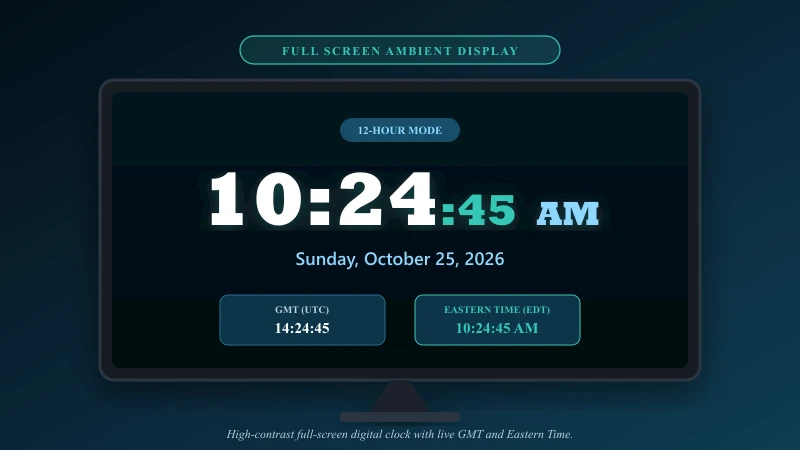 FULL SCREEN AMBIENT DISPLAY
12-HOUR MODE
10:24:45 AM
Sunday, October 25, 2026
GMT (UTC)
14:24:45
EASTERN TIME (EDT)
10:24:45 AM
High-contrast full-screen digital clock with live GMT and Eastern Time.